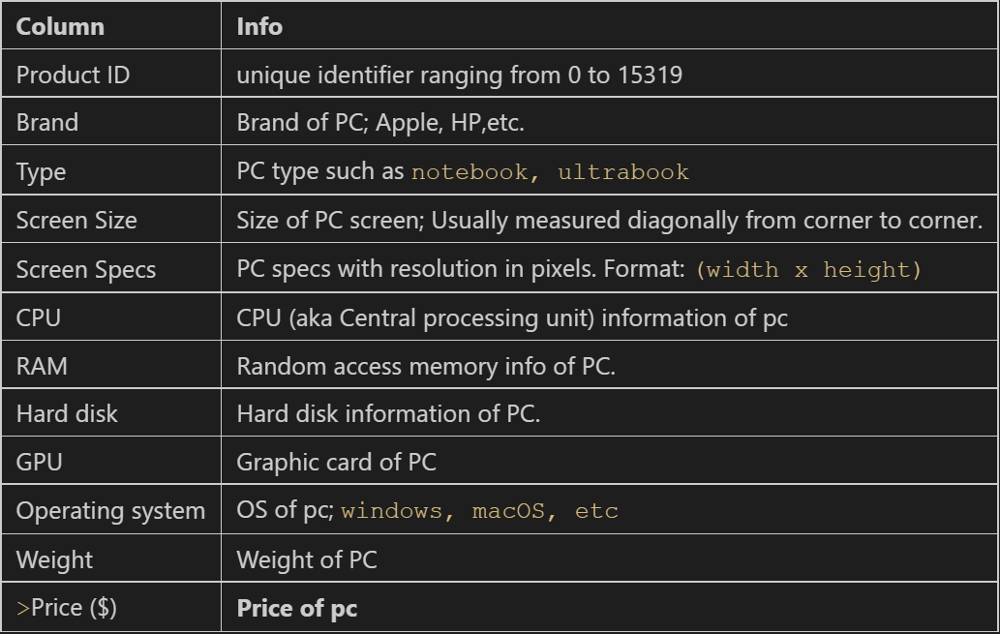 Column Info
Product ID unique identifier ranging from 0 to 15319
Brand Brand of PC; Apple, HP,etc.
Type PC type such as notebook, ultrabook
Screen Size Size of PC screen; Usually measured diagonally from corner to corner.
Screen Specs PC specs with resolution in pixels. Format: (width x height)
CPU CPU (aka Central processing unit) information of pc
RAM Random access memory info of PC.
Hard disk Hard disk information of PC.
GPU Graphic card of PC
Operating system OS of pc; windows, macOS, etc
Weight Weight of PC
>Price ($) Price of pc